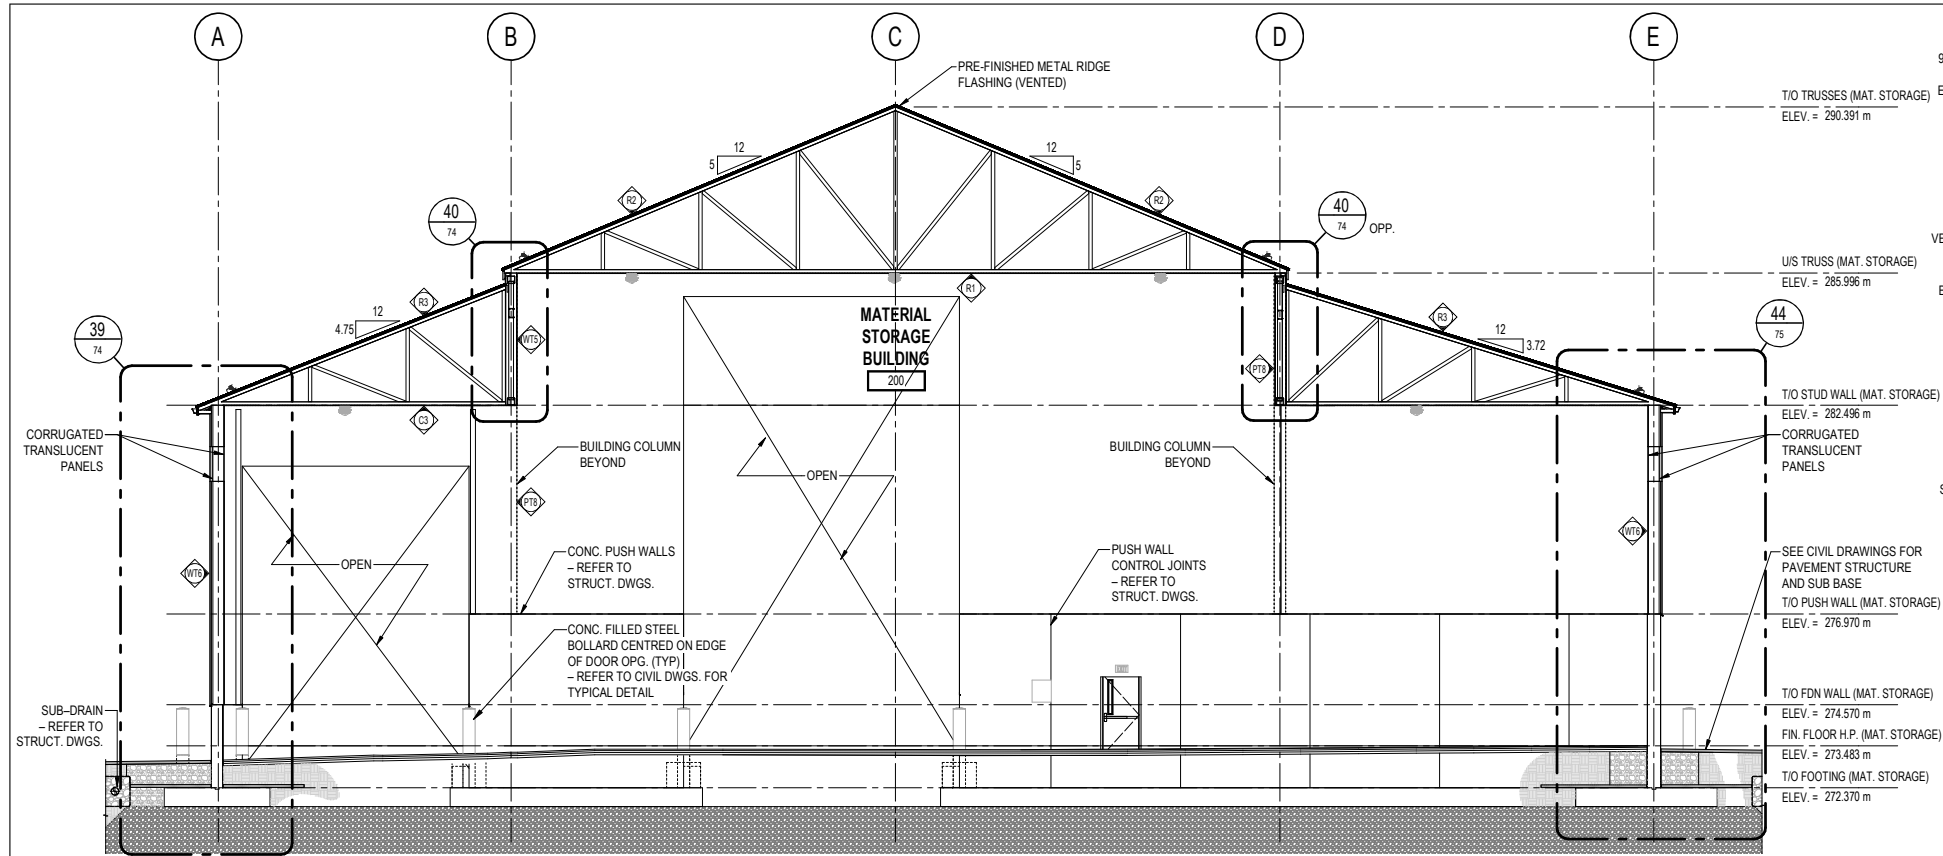 A
B
C
D
E
PRE-FINISHED METAL RIDGE
FLASHING (VENTED)
T/O TRUSSES (MAT. STORAGE)
ELEV. = 290.391 m
12
5
12
5
R2
R2
40
74
40
74
OPP.
U/S TRUSS (MAT. STORAGE)
ELEV. = 285.996 m
R1
R3
12
4.75
R3
12
3.72
39
74
44
75
MATERIAL
STORAGE
BUILDING
200
WT5
PT8
C3
T/O STUD WALL (MAT. STORAGE)
ELEV. = 282.496 m
CORRUGATED
TRANSLUCENT
PANELS
BUILDING COLUMN
BEYOND
BUILDING COLUMN
BEYOND
CORRUGATED
TRANSLUCENT
PANELS
OPEN
PT8
WT6
OPEN
WT6
CONC. PUSH WALLS
– REFER TO
STRUCT. DWGS.
PUSH WALL
CONTROL JOINTS
– REFER TO
STRUCT. DWGS.
SEE CIVIL DRAWINGS FOR
PAVEMENT STRUCTURE
AND SUB BASE
T/O PUSH WALL (MAT. STORAGE)
ELEV. = 276.970 m
CONC. FILLED STEEL
BOLLARD CENTRED ON EDGE
OF DOOR OPG. (TYP)
– REFER TO CIVIL DWGS. FOR
TYPICAL DETAIL
SUB–DRAIN
– REFER TO
STRUCT. DWGS.
T/O FDN WALL (MAT. STORAGE)
ELEV. = 274.570 m
FIN. FLOOR H.P. (MAT. STORAGE)
ELEV. = 273.483 m
T/O FOOTING (MAT. STORAGE)
ELEV. = 272.370 m